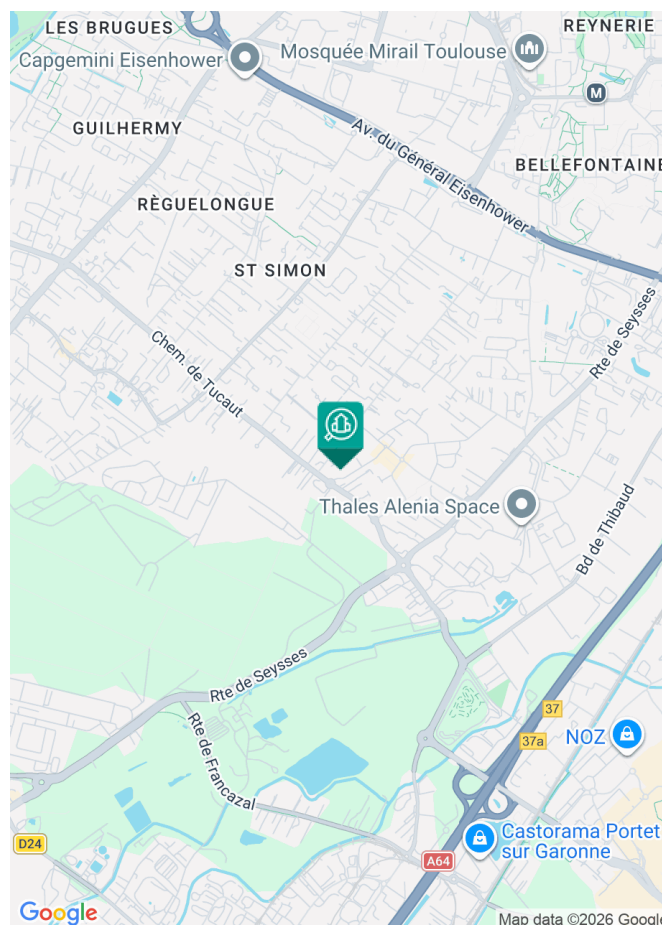 LES BRUGUES
REYNERIE
Capgemini Eisenhower
Mosquée Mirail Toulouse
M
GUILHERMY
Av. du Général Eisenhower
BELLEFONTAINE
RÈGUELONGUE
ST SIMON
Rte de Seysses
Chem. de Tucaut
Thales Alenia Space
Bd de Thibaud
Rte de Seysses
37
Rte de Francazal
37a
NOZ
D24
Castorama Portet
sur Garonne
A64
Google
Map data ©2026 Google